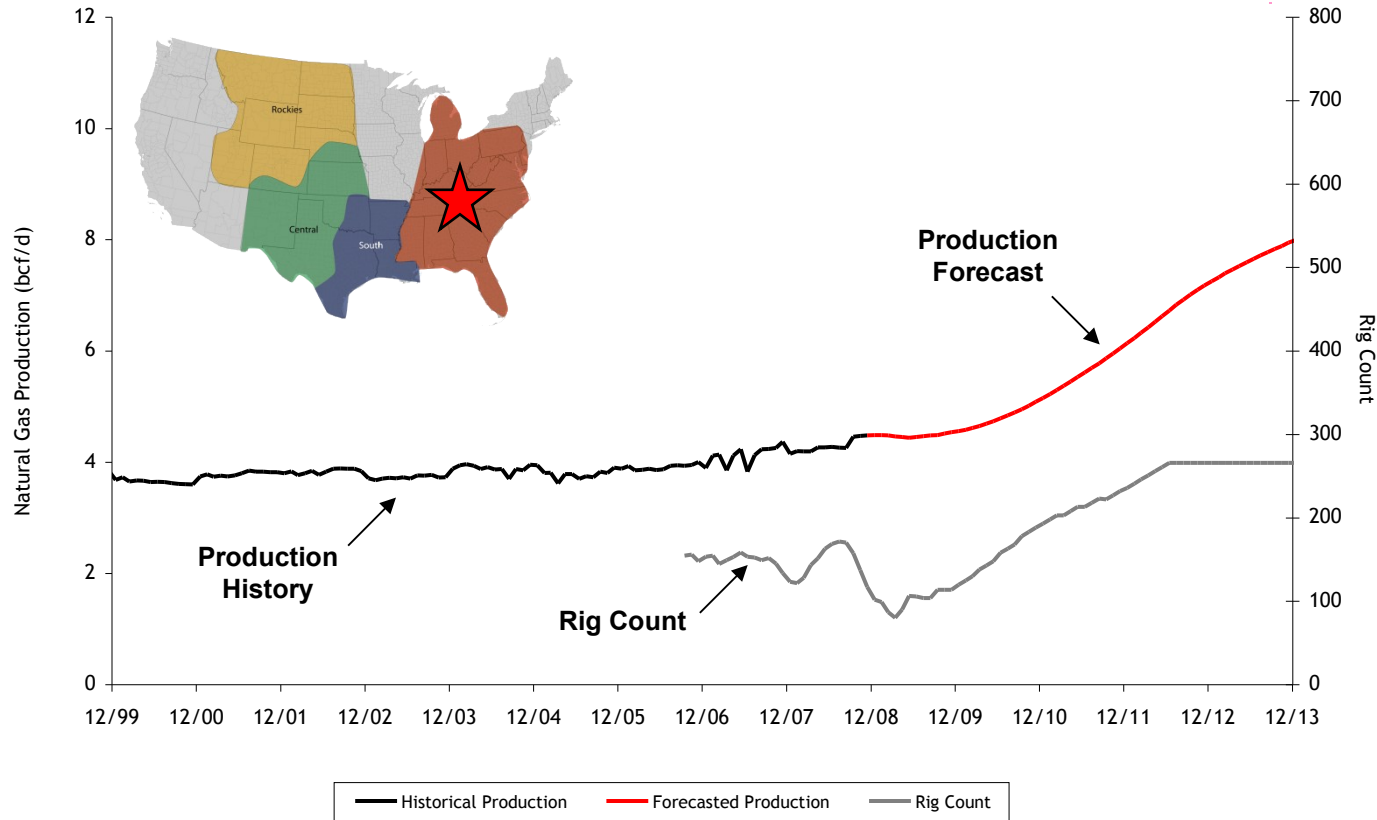 12
10
8
6
4
2
0
Natural Gas Production (bcf/d)
800
700
600
500
400
300
200
100
0
Rig Count
Rockies
Central
South
Production
Forecast
Production
History
Rig Count
12/99 12/00 12/01 12/02 12/03 12/04 12/05 12/06 12/07 12/08 12/09 12/10 12/11 12/12 12/13
Historical Production Forecasted Production Rig Count